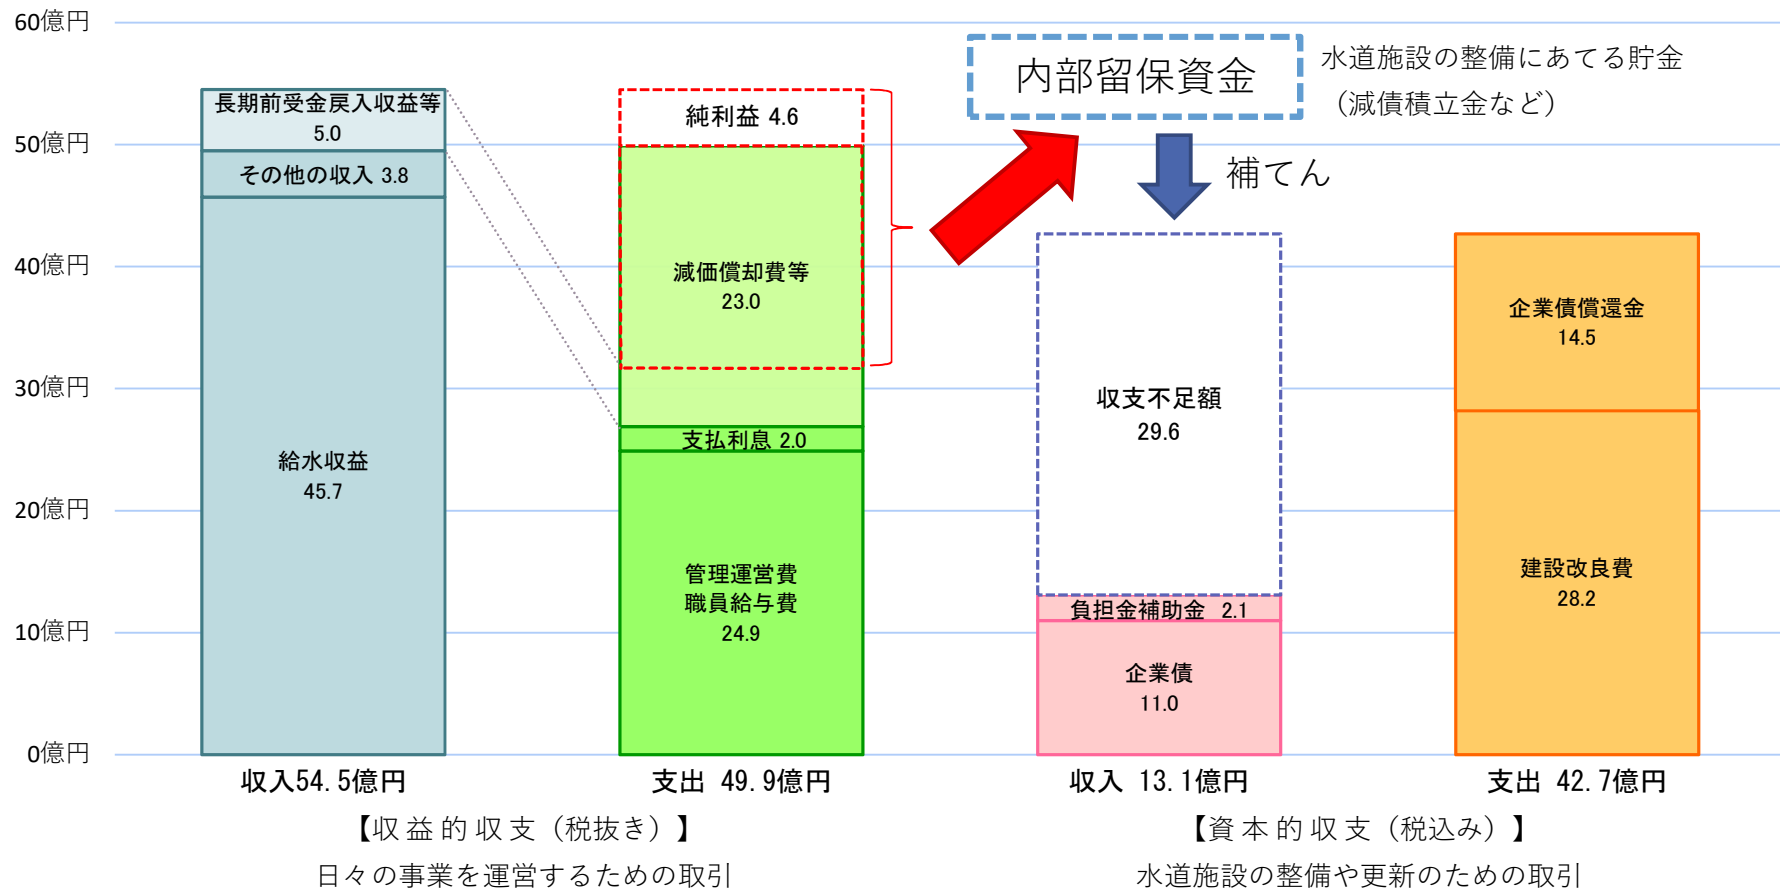 60億円
50億円
40億円
30億円
20億円
10億円
0億円
長期前受金戻入収益等
5.0
その他の収入 3.8
給水収益
45.7
純利益 4.6
減価償却費等
23.0
支払利息 2.0
管理運営費
職員給与費
24.9
内部留保資金
水道施設の整備にあてる貯金
（減債積立金など）
補てん
収支不足額
29.6
負担金補助金 2.1
企業債
11.0
企業債償還金
14.5
建設改良費
28.2
収入54.5億円
支出 49.9億円
収入 13.1億円
支出 42.7億円
【収益的収支（税抜き）】
日々の事業を運営するための取引
【資本的収支（税込み）】
水道施設の整備や更新のための取引